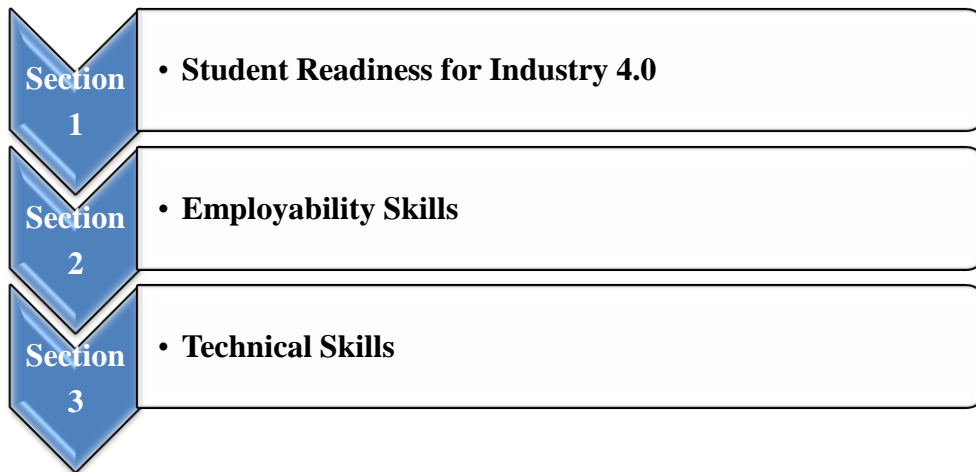 Section
1
• Student Readiness for Industry 4.0
Section
2
• Employability Skills
Section
3
• Technical Skills